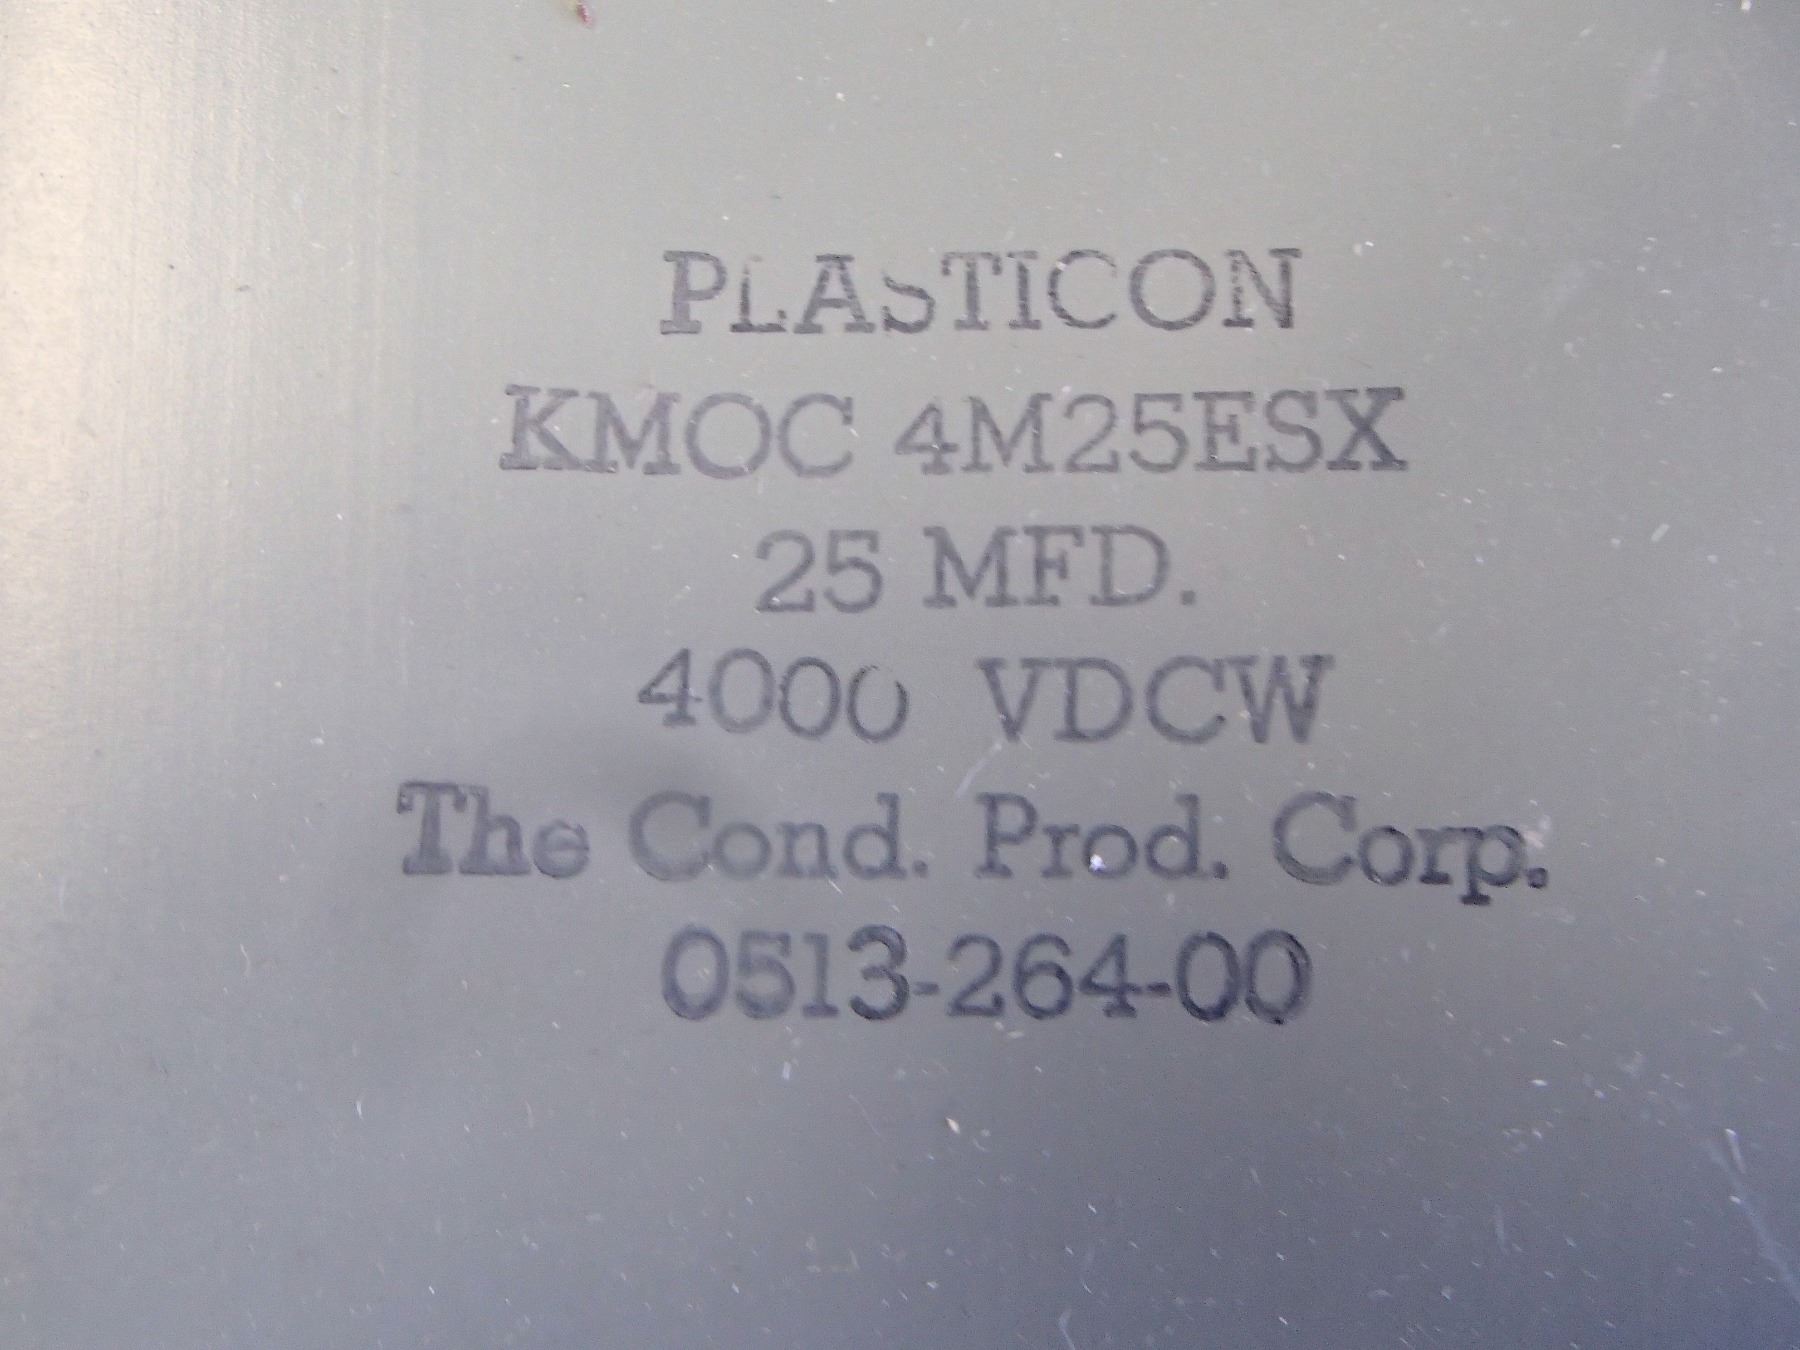 PLASTICON
KMOC 4M25ESX
25 MFD.
4000 VDCW
The Cond. Prod. Corp.
0513-264-00